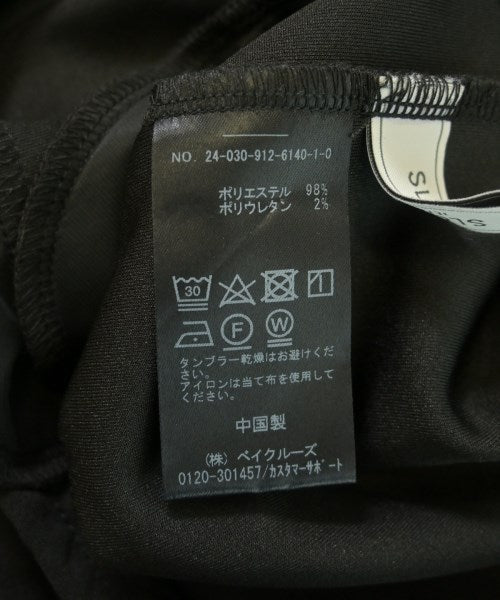 NO. 24-030-912-6140-1-0
ポリエステル 98%
ポリウレタン 2%
30
F W
タンブラー乾燥はお避けくだ
さい。
アイロンは当て布を使用して
ください。
中国製
(株) ベイクルーズ
0120-301457/カスタマーサポート